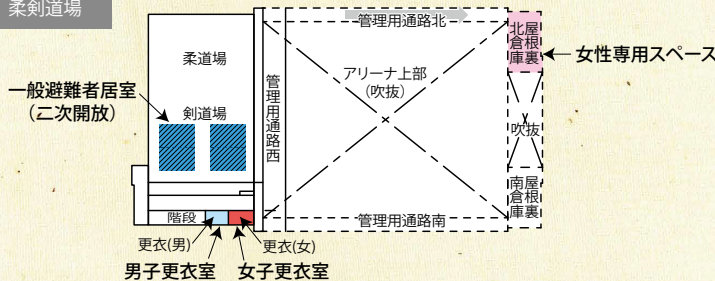 柔剣道場
管理用通路北
柔道場
北倉庫
屋根裏
女性専用スペース
アリーナ上部
(吹抜)
一般避難者居室
(二次開放)
剣道場
管理用通路西
吹抜
南倉庫
屋根裏
階段
管理用通路南
更衣(男)
更衣(女)
男子更衣室
女子更衣室